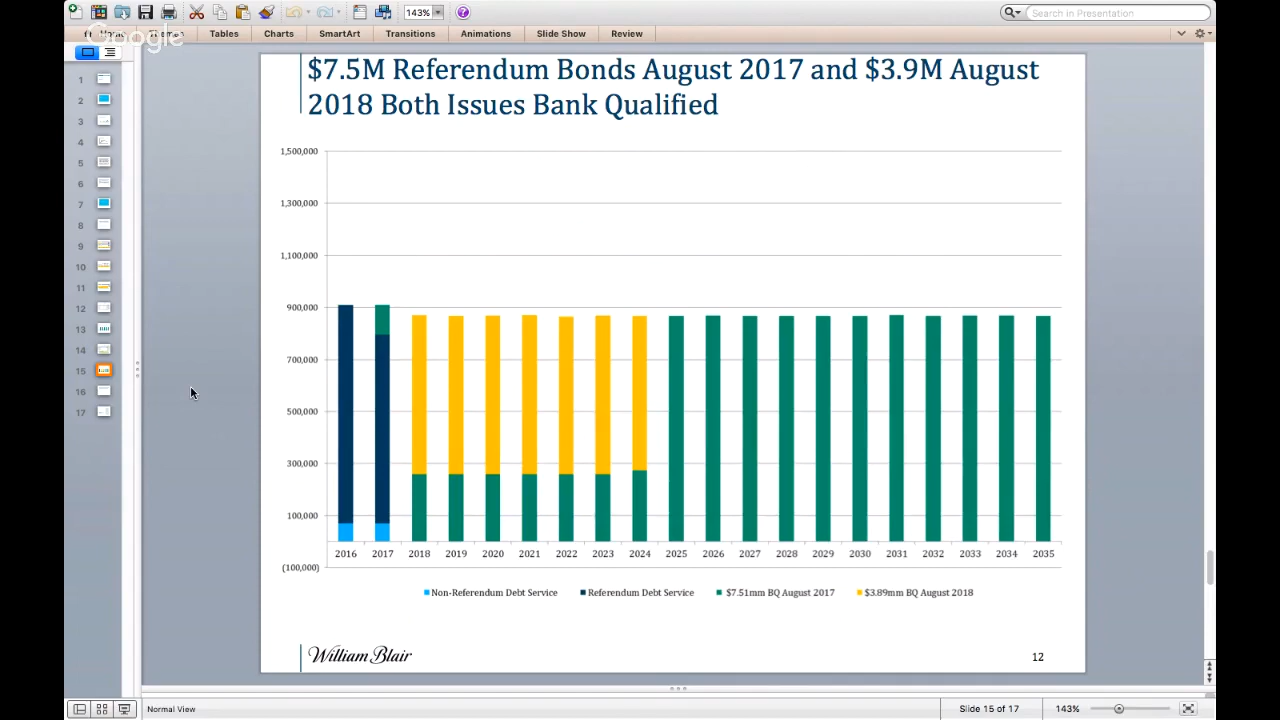 143%
Search in Presentation
Home
Themes
Tables
Charts
SmartArt
Transitions
Animations
Slide Show
Review
Google
1
2
3
4
5
6
7
8
9
10
11
12
13
14
15
16
17
$7.5M Referendum Bonds August 2017 and $3.9M August
2018 Both Issues Bank Qualified
1,500,000
1,300,000
1,100,000
900,000
700,000
500,000
300,000
100,000
(100,000)
2016 2017 2018 2019 2020 2021 2022 2023 2024 2025 2026 2027 2028 2029 2030 2031 2032 2033 2034 2035
Non-Referendum Debt Service Referendum Debt Service $7.51mm BQ August 2017 $3.89mm BQ August 2018
William Blair
12
Normal View
Slide 15 of 17
143%